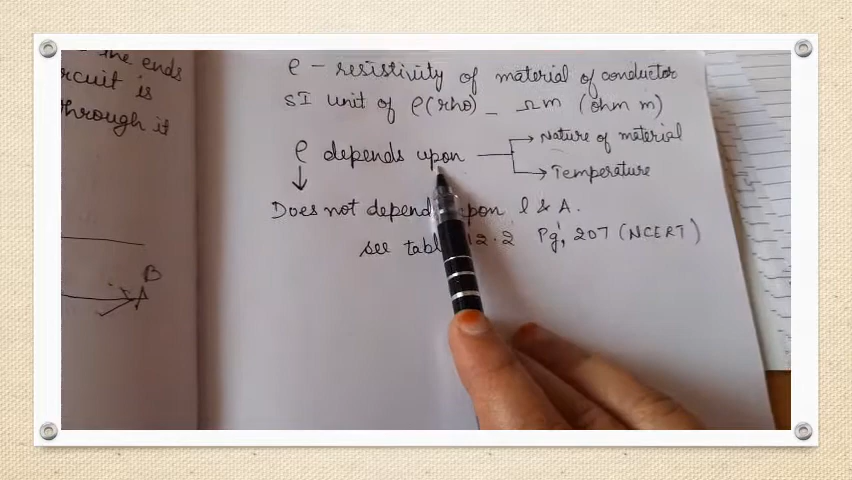 the ends
rcuit is
through it
B
ρ - resistivity of material of conductor
SI unit of ρ(rho) - Ωm (ohm m)
ρ depends upon → Nature of material
→ Temperature
↓
Does not depend upon l & A.
see table 12.2 Pg, 207 (NCERT)